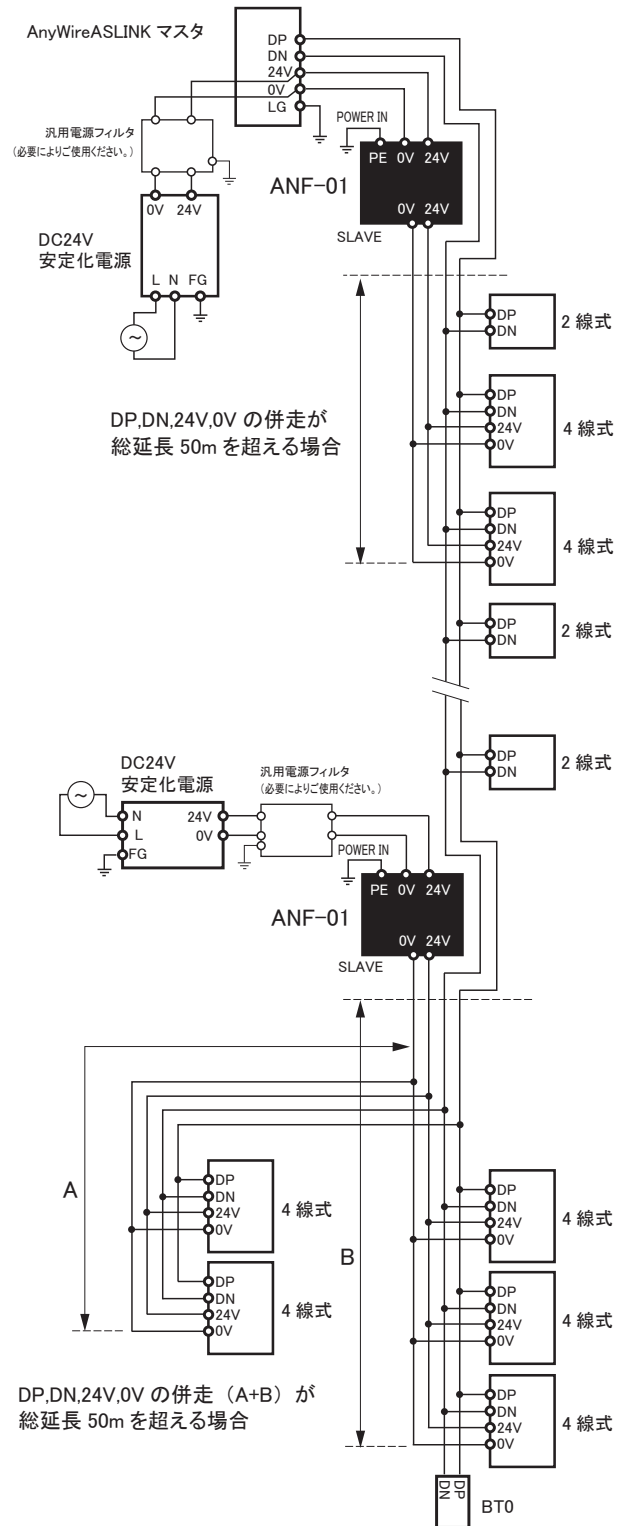 AnyWireASLINK マスタ
DP
DN
24V
0V
LG
汎用電源フィルタ
(必要によりご使用ください。)
0V 24V
DC24V
安定化電源
L N FG
~
POWER IN
PE 0V 24V
ANF-01
0V 24V
SLAVE
DP,DN,24V,0V の併走が
総延長 50m を超える場合
DP
DN
2 線式
DP
DN
24V
0V
4 線式
DP
DN
24V
0V
4 線式
DP
DN
2 線式
DP
DN
2 線式
DC24V
安定化電源
~
N
L
FG
24V
0V
汎用電源フィルタ
(必要によりご使用ください。)
POWER IN
PE 0V 24V
ANF-01
0V 24V
SLAVE
A
DP
DN
24V
0V
4 線式
DP
DN
24V
0V
4 線式
B
DP
DN
24V
0V
4 線式
DP
DN
24V
0V
4 線式
DP
DN
24V
0V
4 線式
DP,DN,24V,0V の併走（A+B）が
総延長 50m を超える場合
DP
DN
BT0